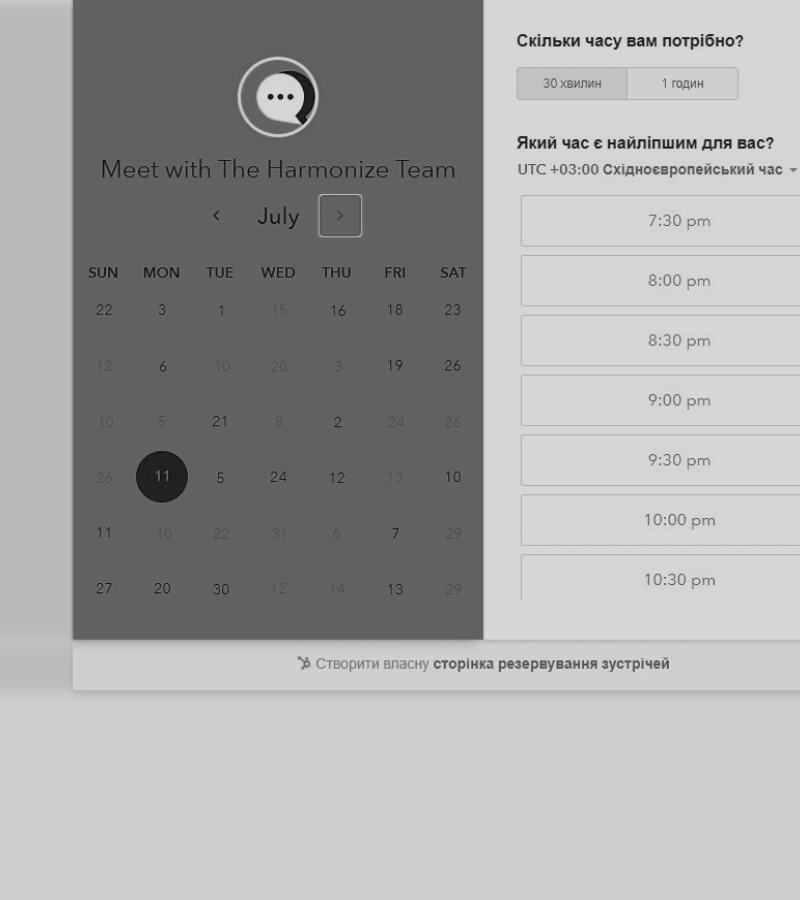 Meet with The Harmonize Team
July
SUN MON TUE WED THU FRI SAT
22 3 1 15 16 18 23
12 6 10 20 3 19 26
10 5 21 8 2 24 26
26 11 5 24 12 13 10
11 10 22 31 6 7 29
27 20 30 12 14 13 29
Скільки часу вам потрібно?
30 хвилин 1 годин
Який час є найліпшим для вас?
UTC +03:00 Східноєвропейський час
7:30 pm
8:00 pm
8:30 pm
9:00 pm
9:30 pm
10:00 pm
10:30 pm
Створити власну сторінка резервування зустрічей